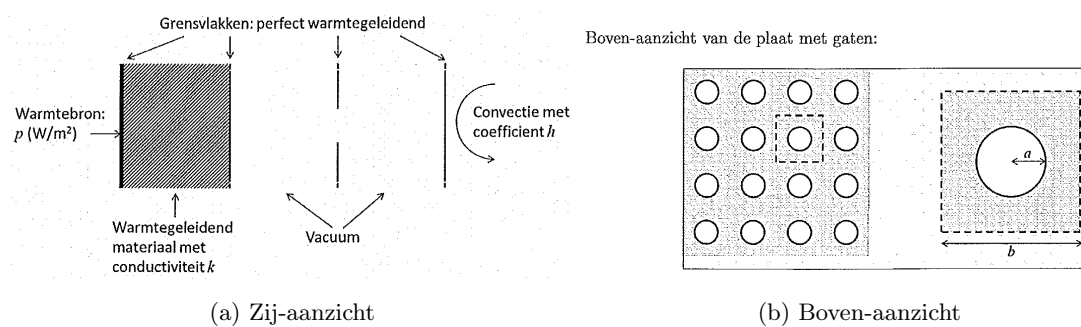 Grensvlakken: perfect warmtegeleidend
Warmtebron:
p (W/m²)
Convectie met
coefficient h
Warmtegeleidend
materiaal met
conductiviteit k
Vacuum
(a) Zij-aanzicht
Boven-aanzicht van de plaat met gaten:
a
b
(b) Boven-aanzicht